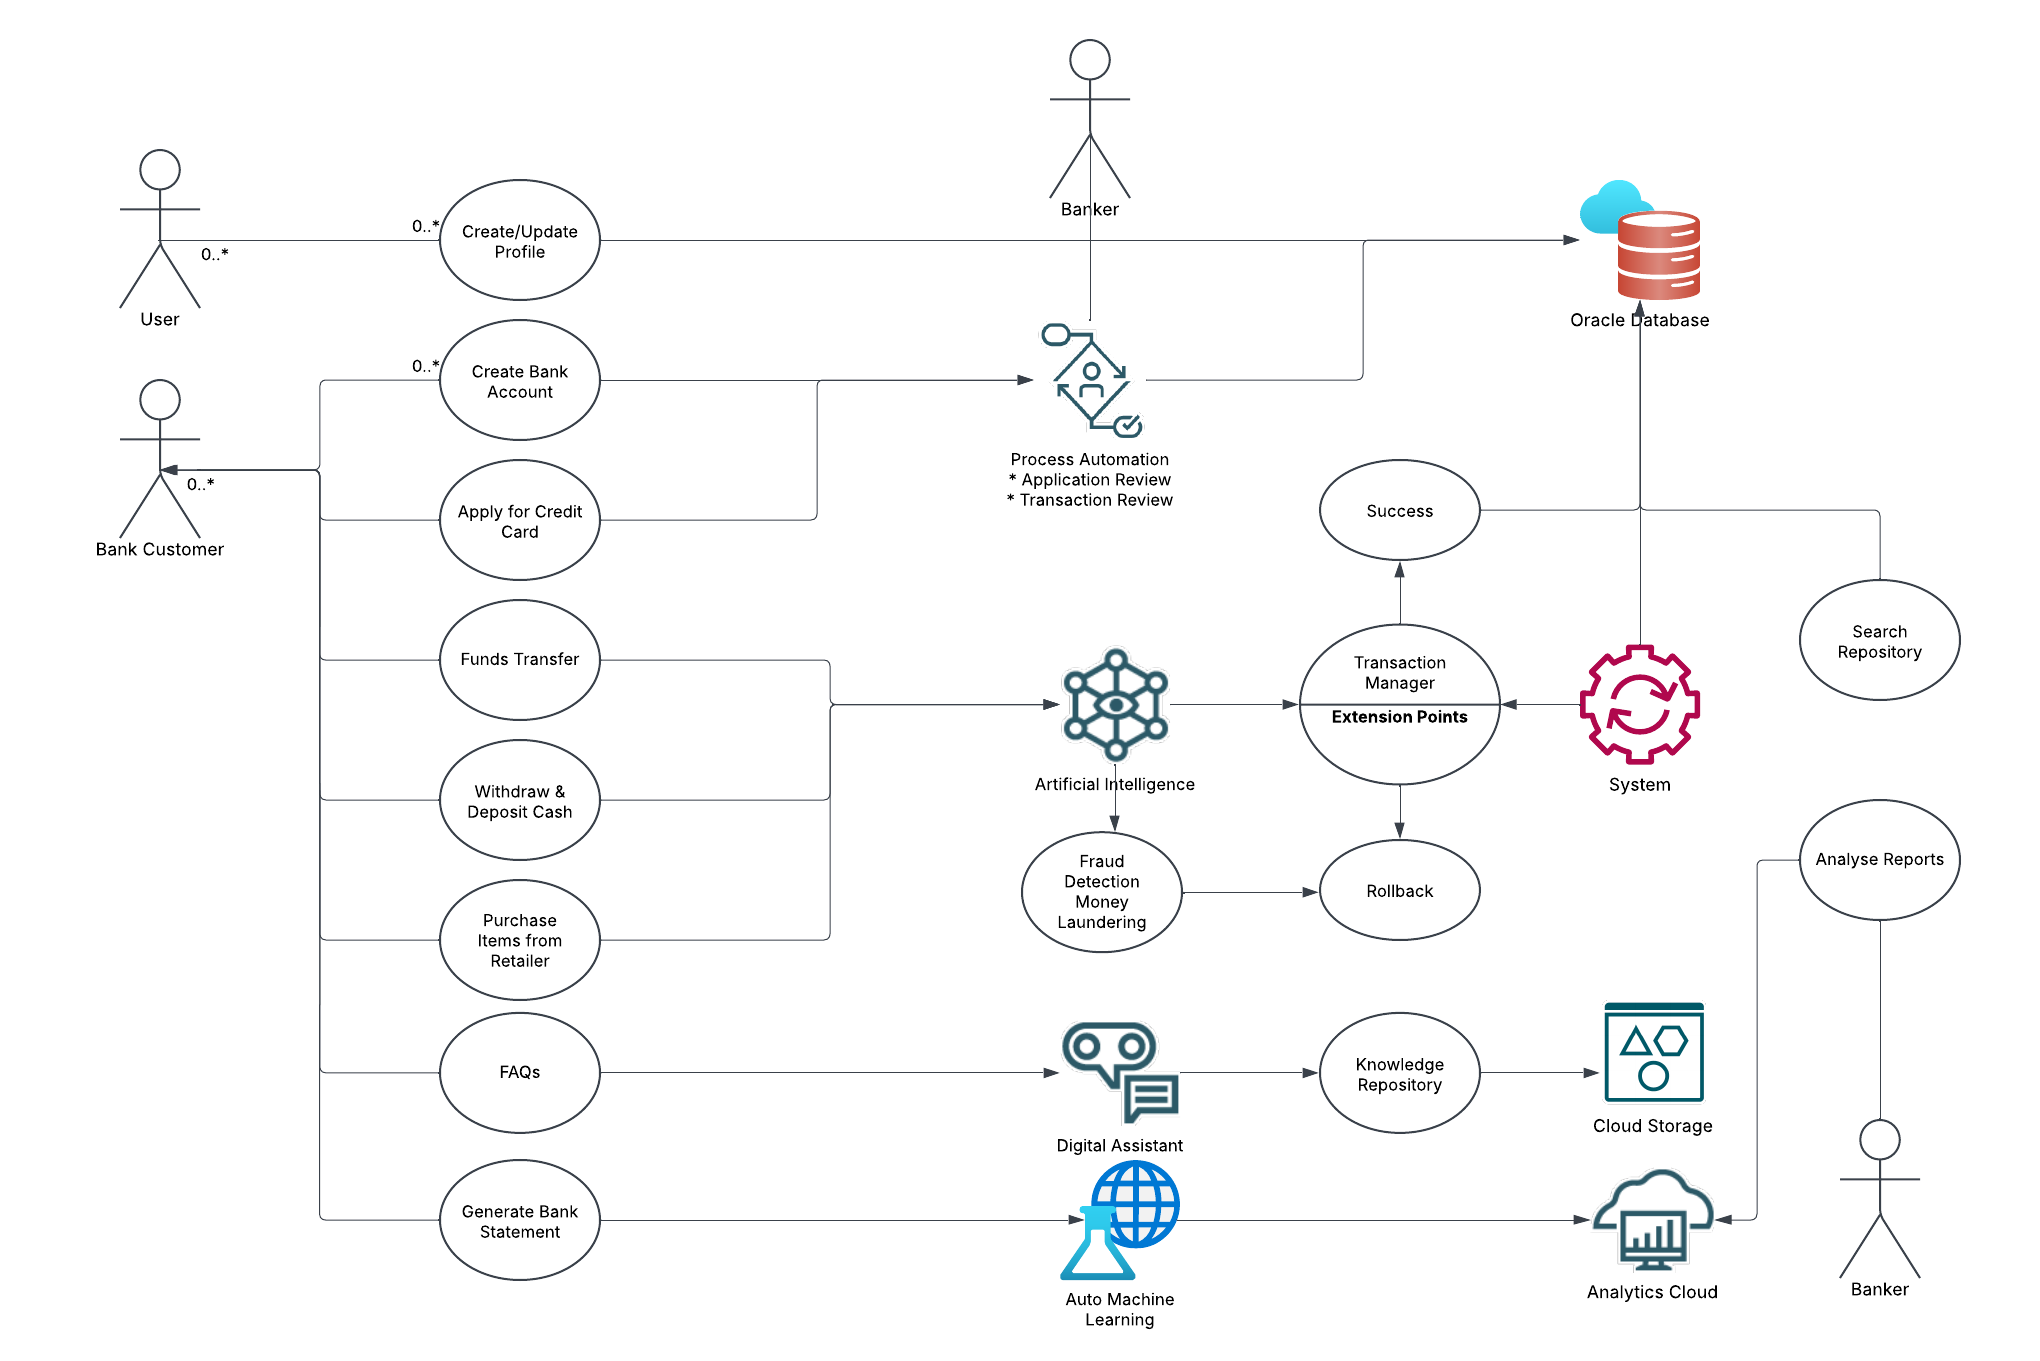 Banker
0..*
Create/Update
Profile
0..*
User
Oracle Database
0..*
Create Bank
Account
Process Automation
* Application Review
* Transaction Review
0..*
Bank Customer
Apply for Credit
Card
Success
Search
Repository
Funds Transfer
Transaction
Manager
Extension Points
Artificial Intelligence
System
Withdraw &
Deposit Cash
Fraud
Detection
Money
Laundering
Rollback
Analyse Reports
Purchase
Items from
Retailer
FAQs
Digital Assistant
Knowledge
Repository
Cloud Storage
Generate Bank
Statement
Auto Machine
Learning
Analytics Cloud
Banker